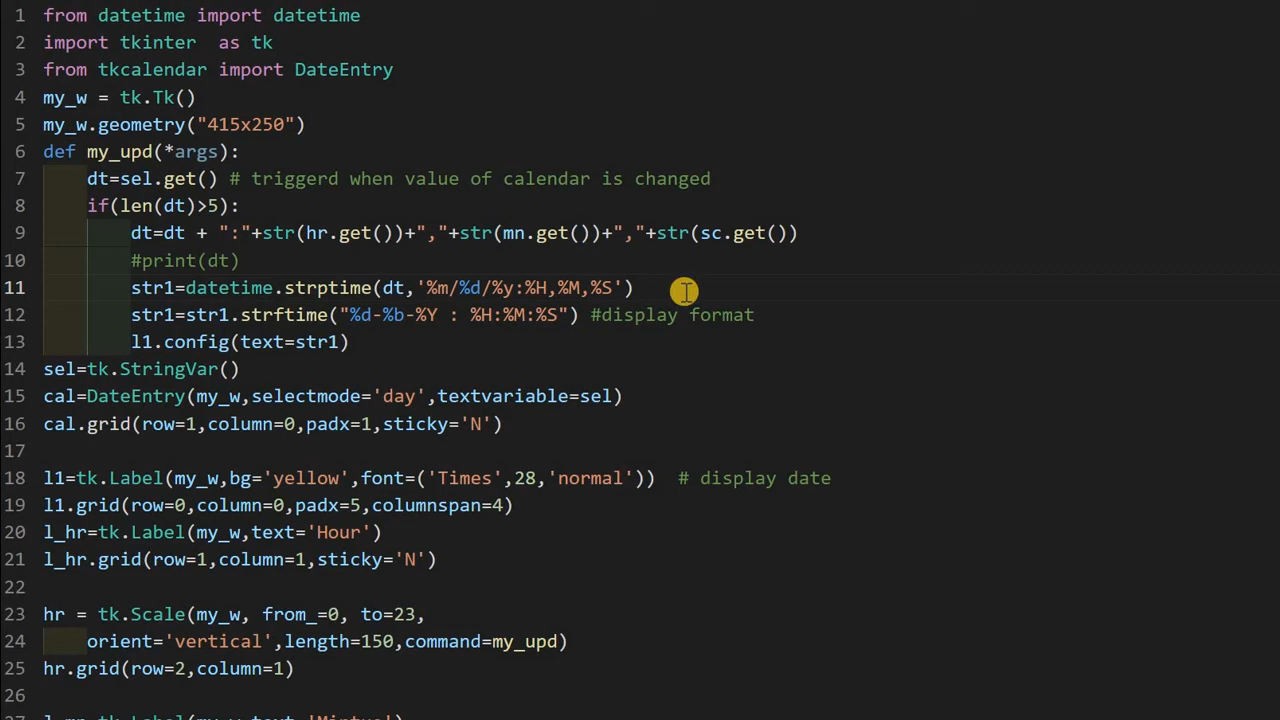 1 from datetime import datetime
2 import tkinter  as tk
3 from tkcalendar import DateEntry
4 my_w = tk.Tk()
5 my_w.geometry("415x250")
6 def my_upd(*args):
7     dt=sel.get() # triggerd when value of calendar is changed
8     if(len(dt)>5):
9         dt=dt + ":"+str(hr.get())+","+str(mn.get())+","+str(sc.get())
10         #print(dt)
11         str1=datetime.strptime(dt,'%m/%d/%y:%H,%M,%S')
12         str1=str1.strftime("%d-%b-%Y : %H:%M:%S") #display format
13         l1.config(text=str1)
14 sel=tk.StringVar()
15 cal=DateEntry(my_w,selectmode='day',textvariable=sel)
16 cal.grid(row=1,column=0,padx=1,sticky='N')
17
18 l1=tk.Label(my_w,bg='yellow',font=('Times',28,'normal'))  # display date
19 l1.grid(row=0,column=0,padx=5,columnspan=4)
20 l_hr=tk.Label(my_w,text='Hour')
21 l_hr.grid(row=1,column=1,sticky='N')
22
23 hr = tk.Scale(my_w, from_=0, to=23,
24     orient='vertical',length=150,command=my_upd)
25 hr.grid(row=2,column=1)
26